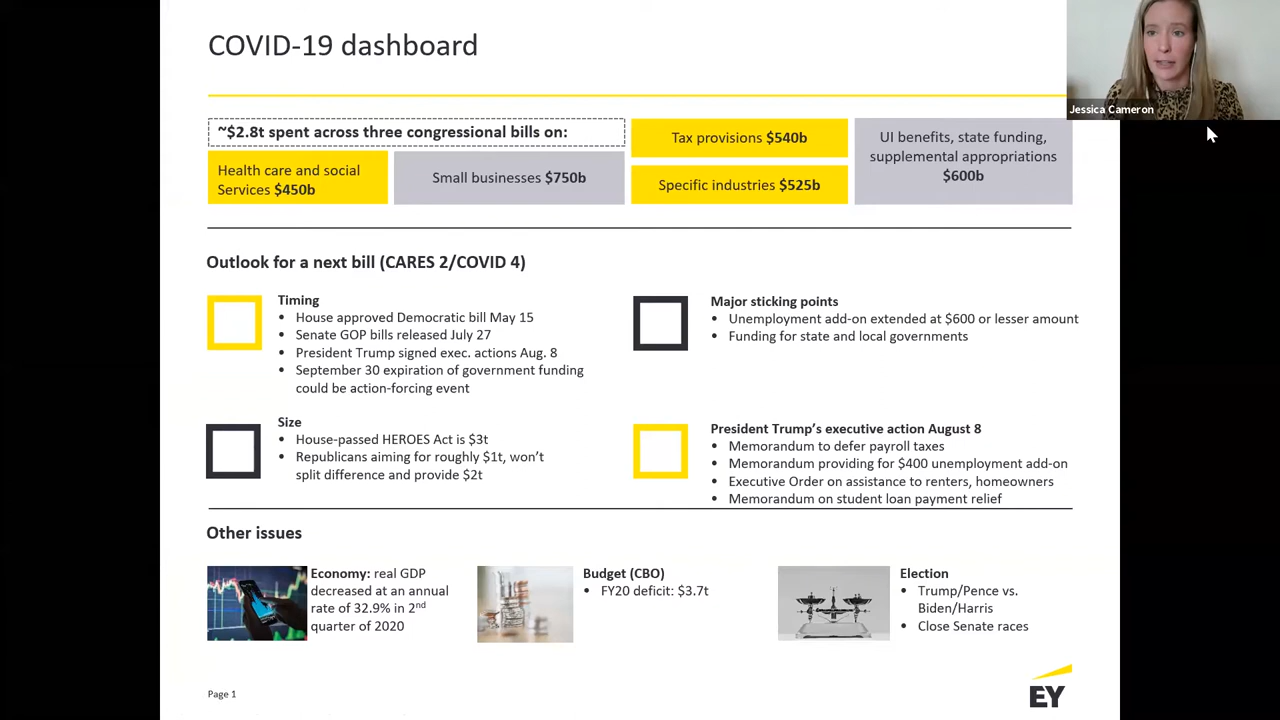 COVID-19 dashboard
Jessica Cameron
~$2.8t spent across three congressional bills on:
Health care and social
Services $450b
Small businesses $750b
Tax provisions $540b
Specific industries $525b
UI benefits, state funding,
supplemental appropriations
$600b
Outlook for a next bill (CARES 2/COVID 4)
Timing
• House approved Democratic bill May 15
• Senate GOP bills released July 27
• President Trump signed exec. actions Aug. 8
• September 30 expiration of government funding
could be action-forcing event
Major sticking points
• Unemployment add-on extended at $600 or lesser amount
• Funding for state and local governments
Size
• House-passed HEROES Act is $3t
• Republicans aiming for roughly $1t, won't
split difference and provide $2t
President Trump's executive action August 8
• Memorandum to defer payroll taxes
• Memorandum providing for $400 unemployment add-on
• Executive Order on assistance to renters, homeowners
• Memorandum on student loan payment relief
Other issues
Economy: real GDP
decreased at an annual
rate of 32.9% in 2nd
quarter of 2020
Budget (CBO)
• FY20 deficit: $3.7t
Election
• Trump/Pence vs.
Biden/Harris
• Close Senate races
Page 1
EY